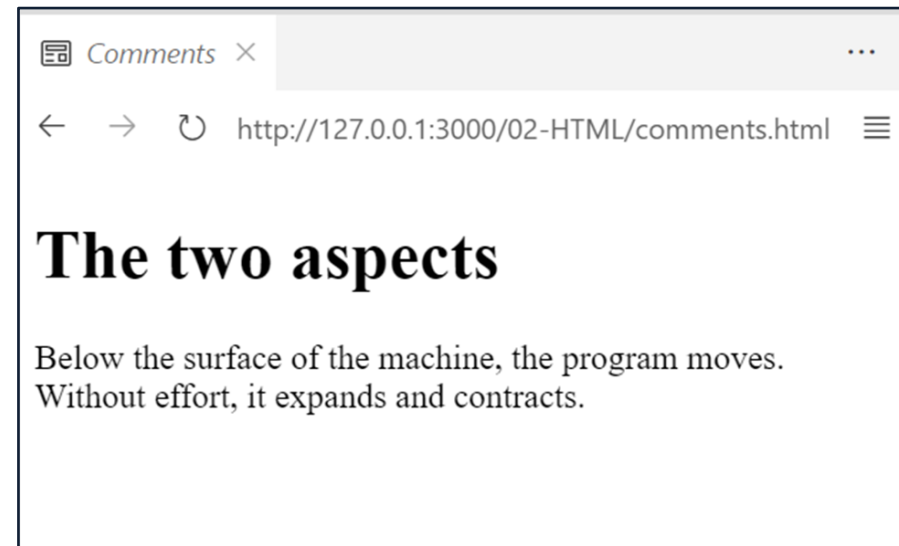 Comments
http://127.0.0.1:3000/02-HTML/comments.html
The two aspects
Below the surface of the machine, the program moves.
Without effort, it expands and contracts.